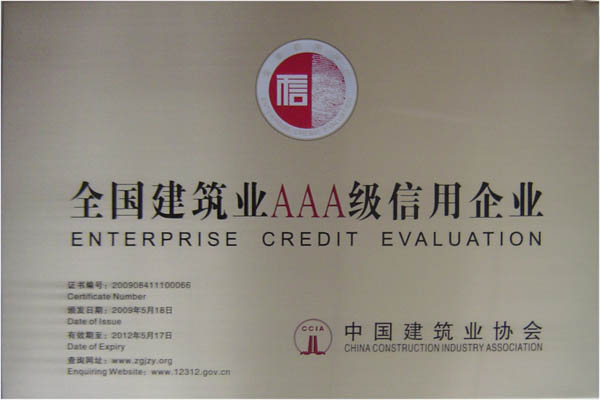 信
全国建筑业AAA级信用企业
ENTERPRISE CREDIT EVALUATION
证书编号：200908411100066
Certificate Number
颁发日期：2009年5月18日
Date of Issue
有效期至：2012年5月17日
Date of Expiry
查询网址：www.zgjzy.org
Enquiring Website：www.12312.gov.cn
CCIA
中国建筑业协会
CHINA CONSTRUCTION INDUSTRY ASSOCIATION